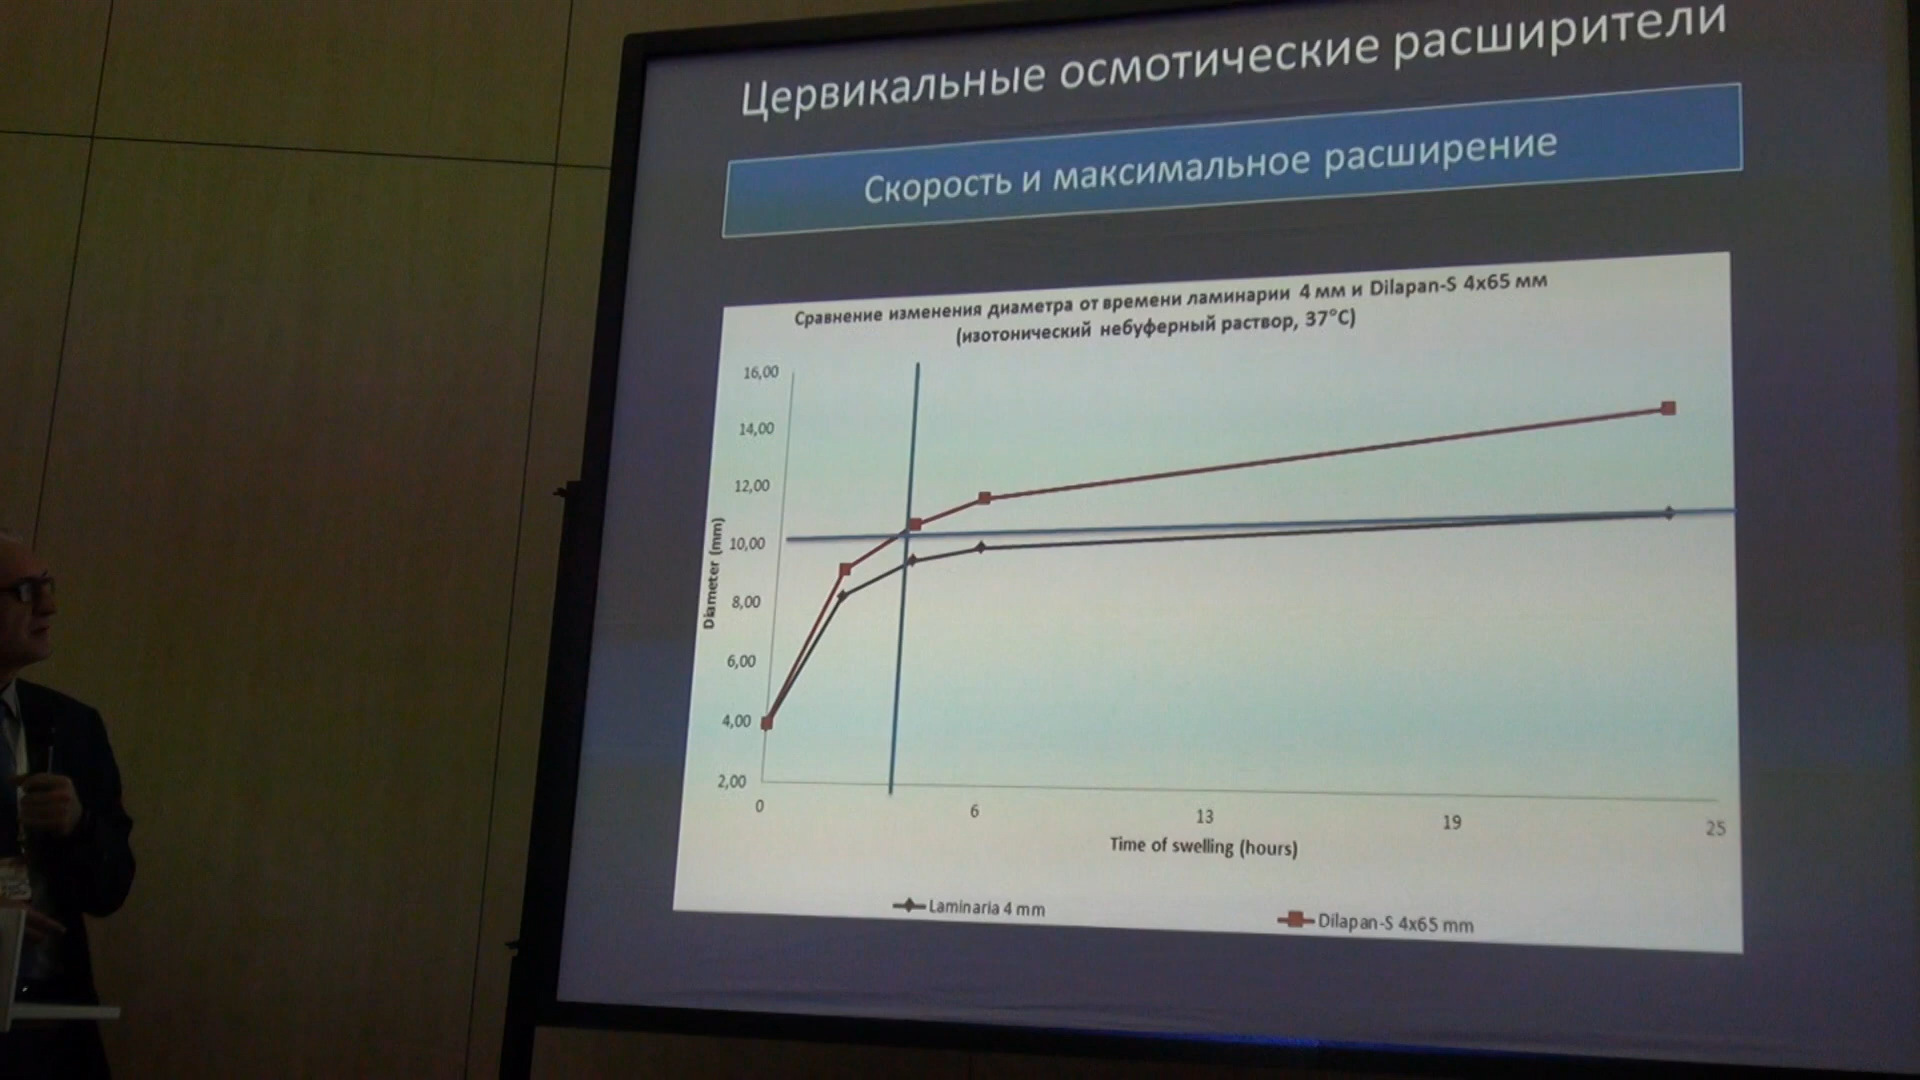 Цервикальные осмотические расширители
Скорость и максимальное расширение
Сравнение изменения диаметра от времени ламинарии 4 мм и Dilapan-S 4x65 мм
(изотонический небуферный раствор, 37°C)
16,00
14,00
12,00
10,00
8,00
6,00
4,00
2,00
Diameter (mm)
0 6 13 19 25
Time of swelling (hours)
Laminaria 4 mm Dilapan-S 4x65 mm